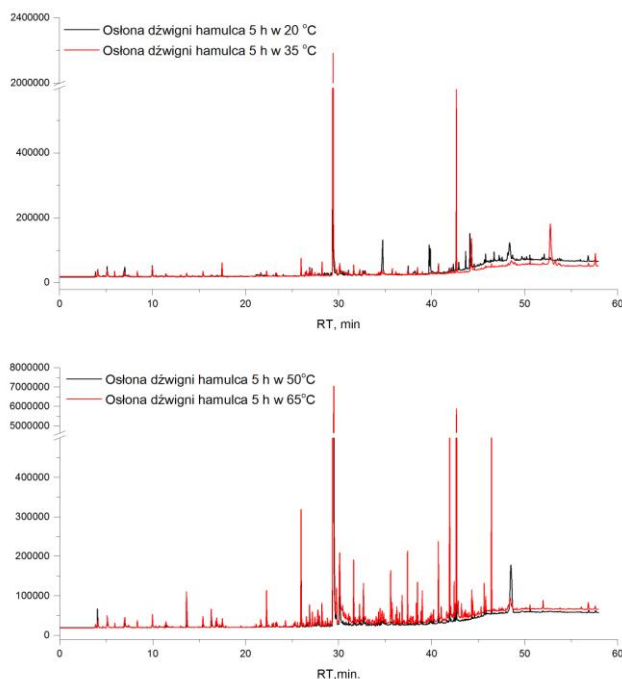 2400000
Osłona dźwigni hamulca 5 h w 20 °C
Osłona dźwigni hamulca 5 h w 35 °C
2000000
400000
200000
0
0 10 20 30 40 50 60
RT, min
8000000
Osłona dźwigni hamulca 5 h w 50°C
7000000
Osłona dźwigni hamulca 5 h w 65°C
6000000
5000000
400000
300000
200000
100000
0
0 10 20 30 40 50 60
RT,min.